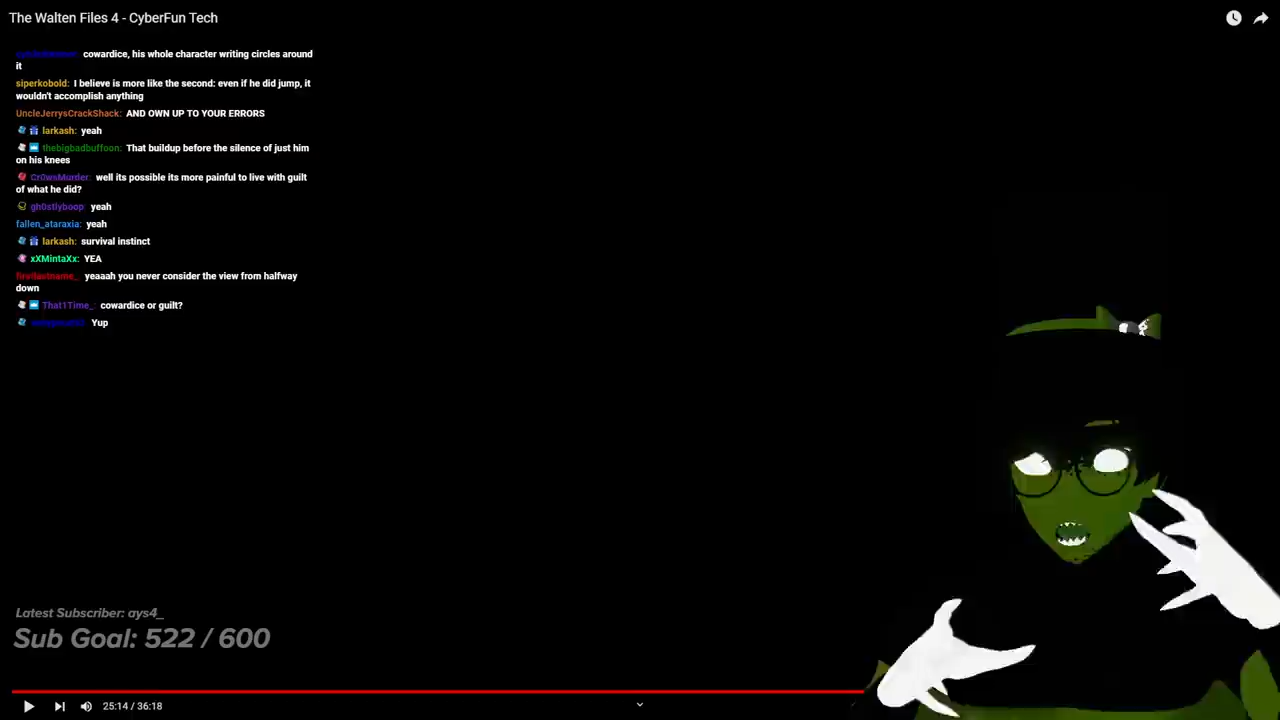 The Walten Files 4 - CyberFun Tech
cowardice, his whole character writing circles around
it
siperkobold: I believe is more like the second: even if he did jump, it
wouldn't accomplish anything
UncleJerrysCrackShack: AND OWN UP TO YOUR ERRORS
larkash: yeah
thebigbadbuffoon: That buildup before the silence of just him
on his knees
Cr0wsMurder: well its possible its more painful to live with guilt
of what he did?
gh0stlyboop: yeah
fallen_ataraxia: yeah
larkash: survival instinct
xXMintaXx: YEA
yeaaah you never consider the view from halfway
down
That1Time_: cowardice or guilt?
Yup
Latest Subscriber: ays4_
Sub Goal: 522 / 600
25:14 / 36:18